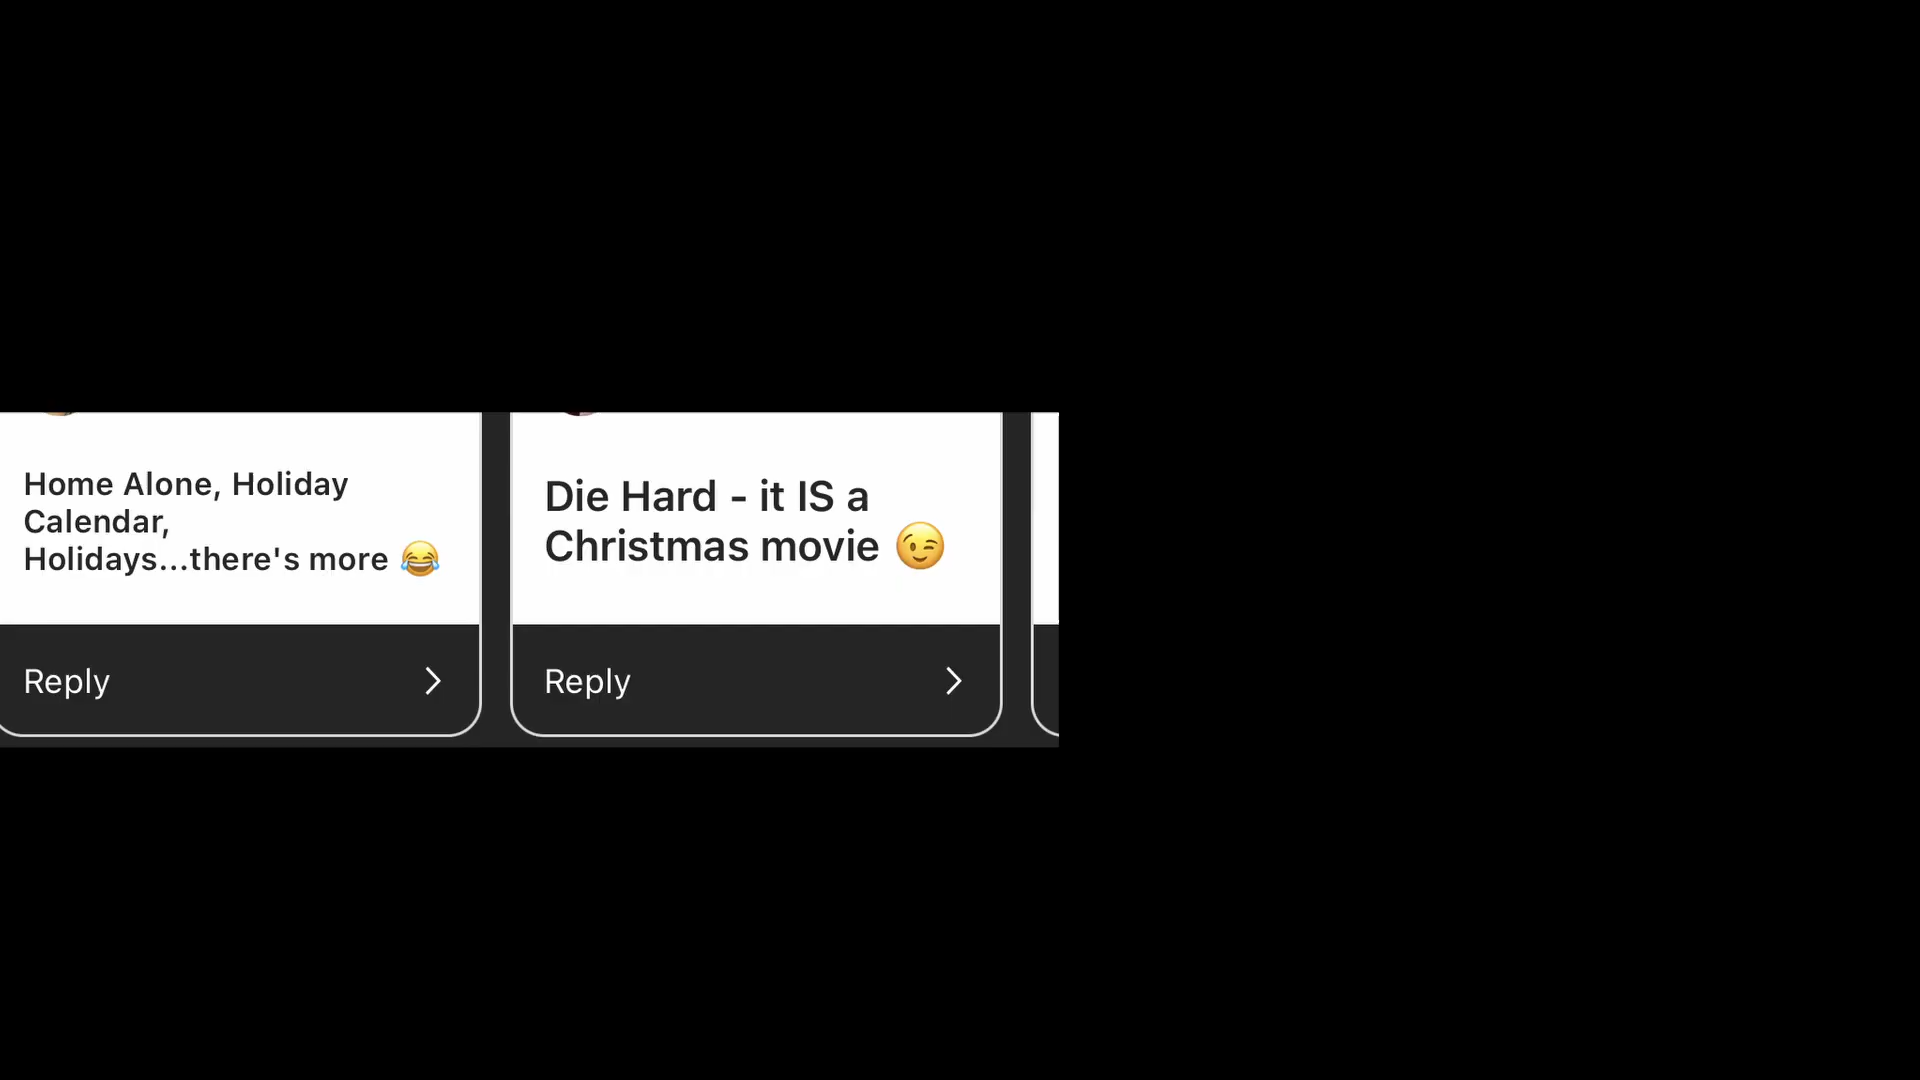 Home Alone, Holiday
Calendar,
Holidays...there's more 😂
Reply
Die Hard - it IS a
Christmas movie 😉
Reply